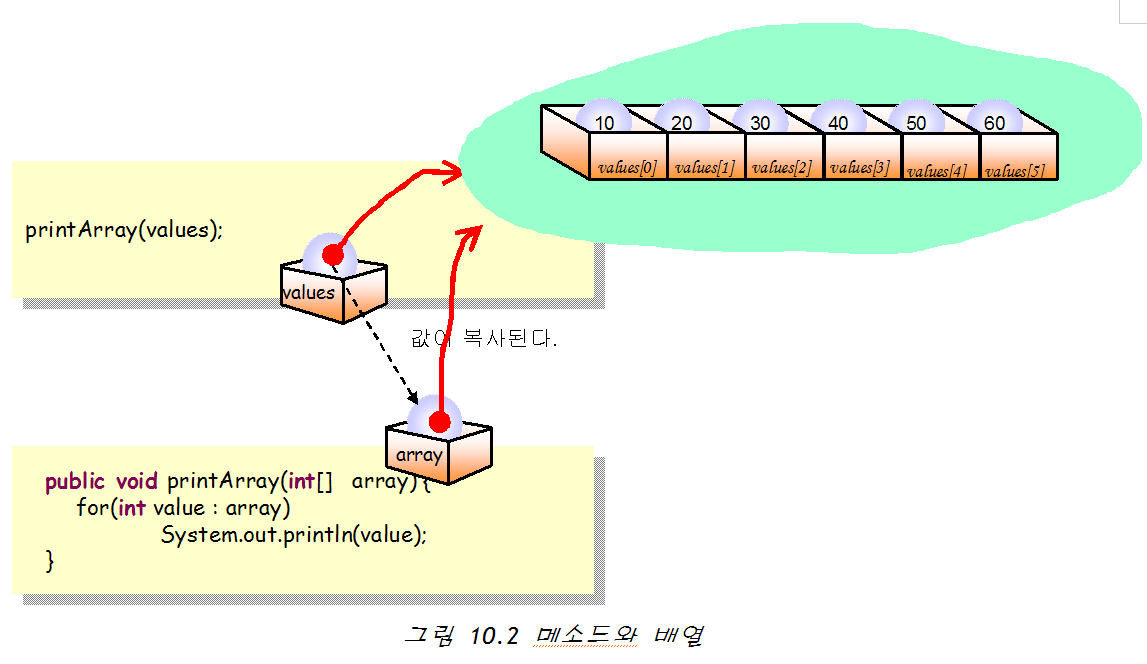 10 20 30 40 50 60
values[0] values[1] values[2] values[3] values[4] values[5]
printArray(values);
values
값이 복사된다.
array
public void printArray(int[] array){
for(int value : array)
System.out.println(value);
}
그림 10.2 메소드와 배열